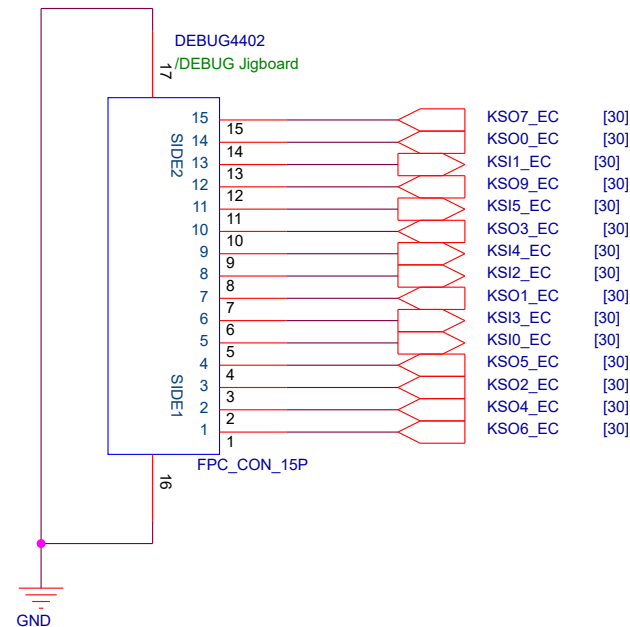 DEBUG4402
/DEBUG Jigboard
17
SIDE2
15 15 KSO7_EC [30]
14 14 KSO0_EC [30]
13 13 KSI1_EC [30]
12 12 KSO9_EC [30]
11 11 KSI5_EC [30]
10 10 KSO3_EC [30]
9 9 KSI4_EC [30]
8 8 KSI2_EC [30]
7 7 KSO1_EC [30]
6 6 KSI3_EC [30]
5 5 KSI0_EC [30]
SIDE1
4 4 KSO5_EC [30]
3 3 KSO2_EC [30]
2 2 KSO4_EC [30]
1 1 KSO6_EC [30]
FPC_CON_15P
16
GND